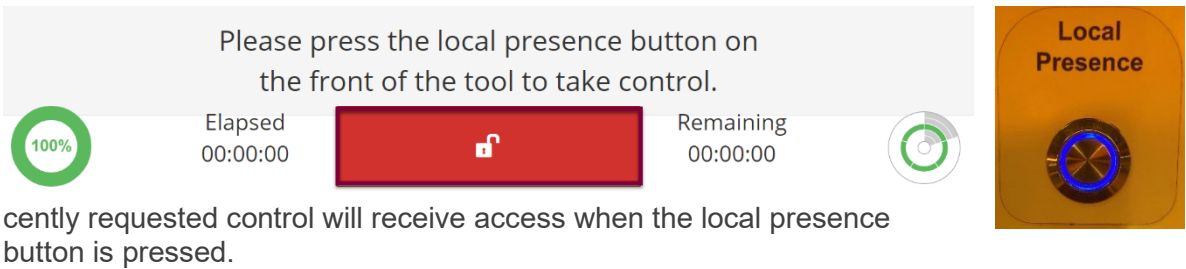 Please press the local presence button on
the front of the tool to take control.
100%
Elapsed
00:00:00
Remaining
00:00:00
Local
Presence
cently requested control will receive access when the local presence
button is pressed.